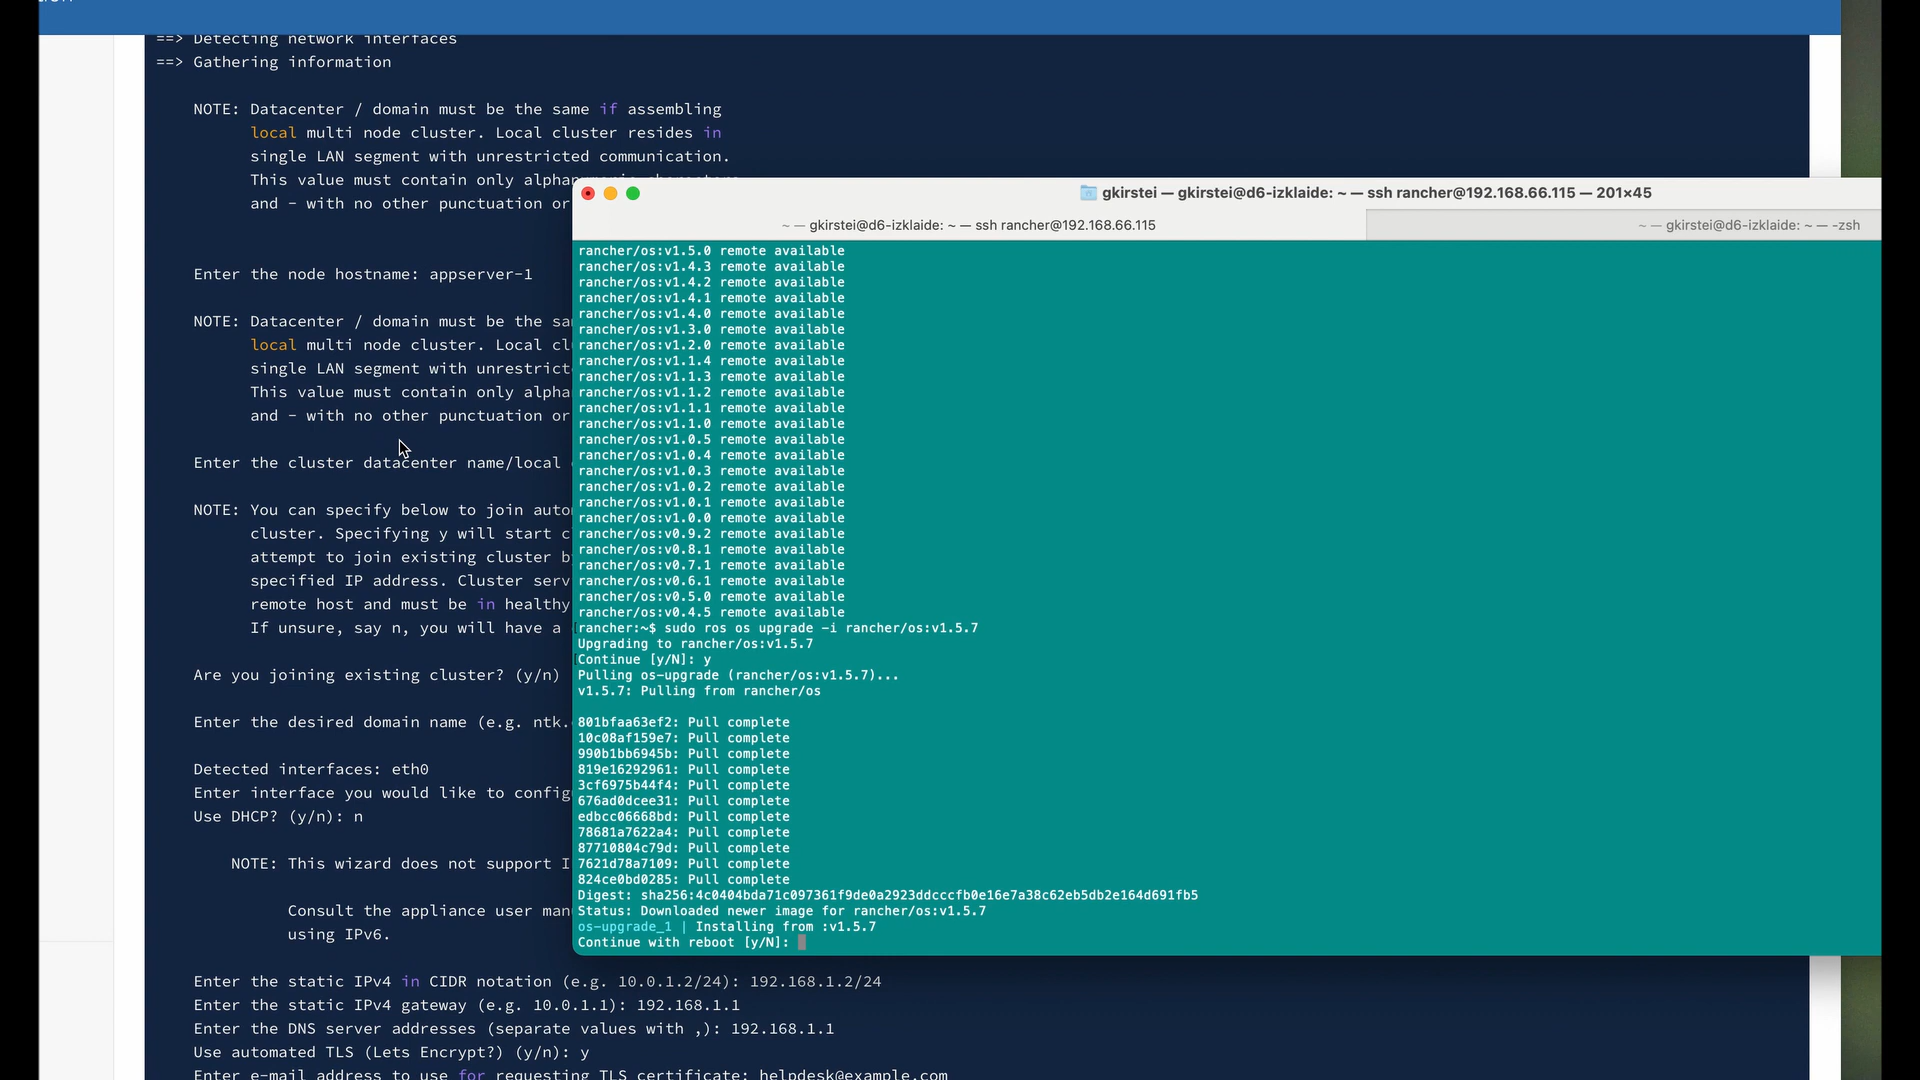 ==> Detecting network interfaces
==> Gathering information
NOTE: Datacenter / domain must be the same if assembling
local multi node cluster. Local cluster resides in
single LAN segment with unrestricted communication.
This value must contain only alphanumeric characters
and - with no other punctuation or
Enter the node hostname: appserver-1
NOTE: Datacenter / domain must be the sa
local multi node cluster. Local cl
single LAN segment with unrestrict
This value must contain only alpha
and - with no other punctuation or
Enter the cluster datacenter name/local
NOTE: You can specify below to join auto
cluster. Specifying y will start c
attempt to join existing cluster b
specified IP address. Cluster serv
remote host and must be in healthy
If unsure, say n, you will have a
Are you joining existing cluster? (y/n)
Enter the desired domain name (e.g. ntk.
Detected interfaces: eth0
Enter interface you would like to config
Use DHCP? (y/n): n
NOTE: This wizard does not support I
Consult the appliance user man
using IPv6.
Enter the static IPv4 in CIDR notation (e.g. 10.0.1.2/24): 192.168.1.2/24
Enter the static IPv4 gateway (e.g. 10.0.1.1): 192.168.1.1
Enter the DNS server addresses (separate values with ,): 192.168.1.1
Use automated TLS (Lets Encrypt?) (y/n): y
Enter e-mail address to use for requesting TLS certificate: helpdesk@example.com
gkirstei — gkirstei@d6-izklaide: ~ — ssh rancher@192.168.66.115 — 201×45
~ — gkirstei@d6-izklaide: ~ — ssh rancher@192.168.66.115
~ — gkirstei@d6-izklaide: ~ — -zsh
rancher/os:v1.5.0 remote available
rancher/os:v1.4.3 remote available
rancher/os:v1.4.2 remote available
rancher/os:v1.4.1 remote available
rancher/os:v1.4.0 remote available
rancher/os:v1.3.0 remote available
rancher/os:v1.2.0 remote available
rancher/os:v1.1.4 remote available
rancher/os:v1.1.3 remote available
rancher/os:v1.1.2 remote available
rancher/os:v1.1.1 remote available
rancher/os:v1.1.0 remote available
rancher/os:v1.0.5 remote available
rancher/os:v1.0.4 remote available
rancher/os:v1.0.3 remote available
rancher/os:v1.0.2 remote available
rancher/os:v1.0.1 remote available
rancher/os:v1.0.0 remote available
rancher/os:v0.9.2 remote available
rancher/os:v0.8.1 remote available
rancher/os:v0.7.1 remote available
rancher/os:v0.6.1 remote available
rancher/os:v0.5.0 remote available
rancher/os:v0.4.5 remote available
[rancher:~$ sudo ros os upgrade -i rancher/os:v1.5.7
Upgrading to rancher/os:v1.5.7
[Continue [y/N]: y
Pulling os-upgrade (rancher/os:v1.5.7)...
v1.5.7: Pulling from rancher/os
801bfaa63ef2: Pull complete
10c08af159e7: Pull complete
990b1bb6945b: Pull complete
819e16292961: Pull complete
3cf6975b44f4: Pull complete
676ad0dcee31: Pull complete
edbcc06668bd: Pull complete
78681a7622a4: Pull complete
87710804c79d: Pull complete
7621d78a7109: Pull complete
824ce0bd0285: Pull complete
Digest: sha256:4c0404bda71c097361f9de0a2923ddcccfb0e16e7a38c62eb5db2e164d691fb5
Status: Downloaded newer image for rancher/os:v1.5.7
os-upgrade_1 | Installing from :v1.5.7
Continue with reboot [y/N]: